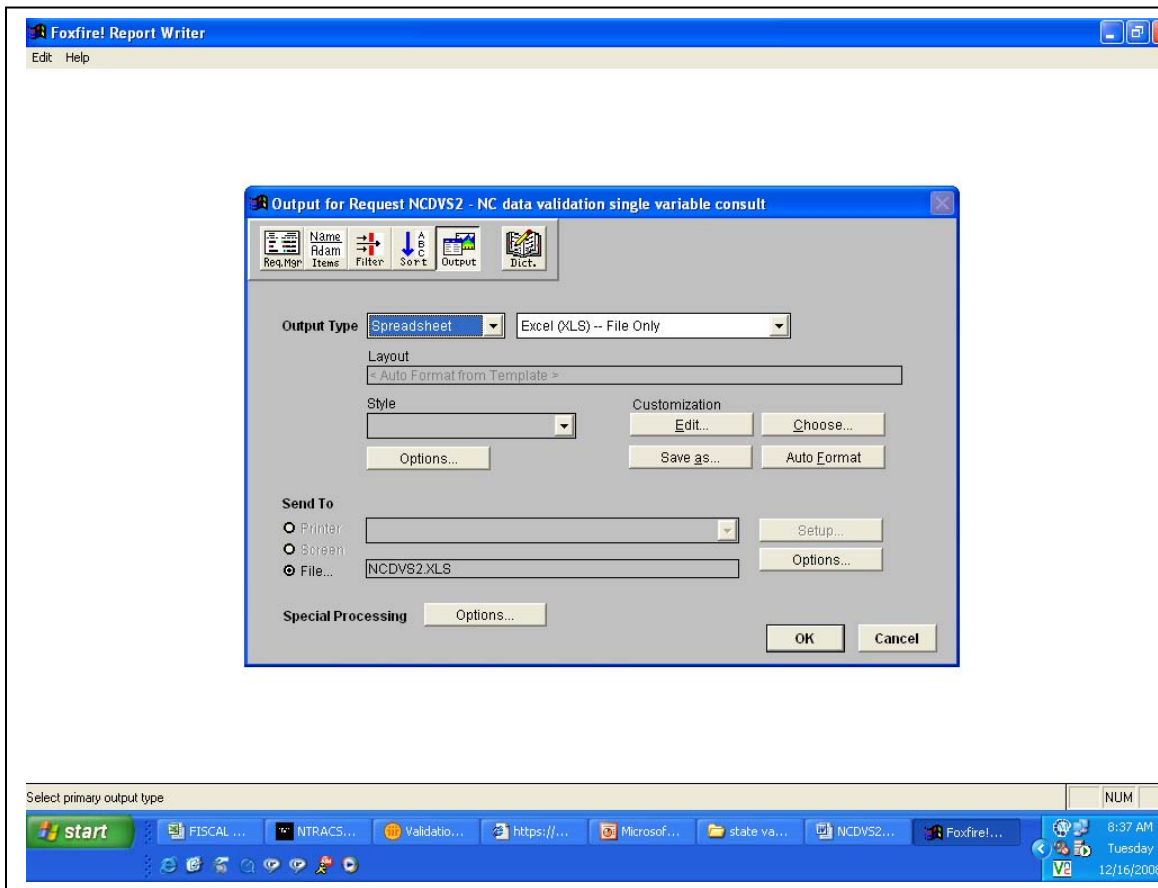 Foxfire! Report Writer
Edit Help
Output for Request NCDVS2 - NC data validation single variable consult
Req.Mgr
Name
Adam
Items
Filter
A
B
C
Sort
Output
Dict.
Output Type Spreadsheet Excel (XLS) -- File Only
Layout
< Auto Format from Template >
Style Customization
Edit... Choose...
Options... Save as... Auto Format
Send To
Printer Setup...
Screen
File... NCDVS2.XLS Options...
Special Processing Options...
OK Cancel
Select primary output type NUM
start FISCAL ... NTRACS... Validatio... https://... Microsof... state va... NCDVS2... Foxfire!... 8:37 AM
Tuesday
V2 12/16/2008